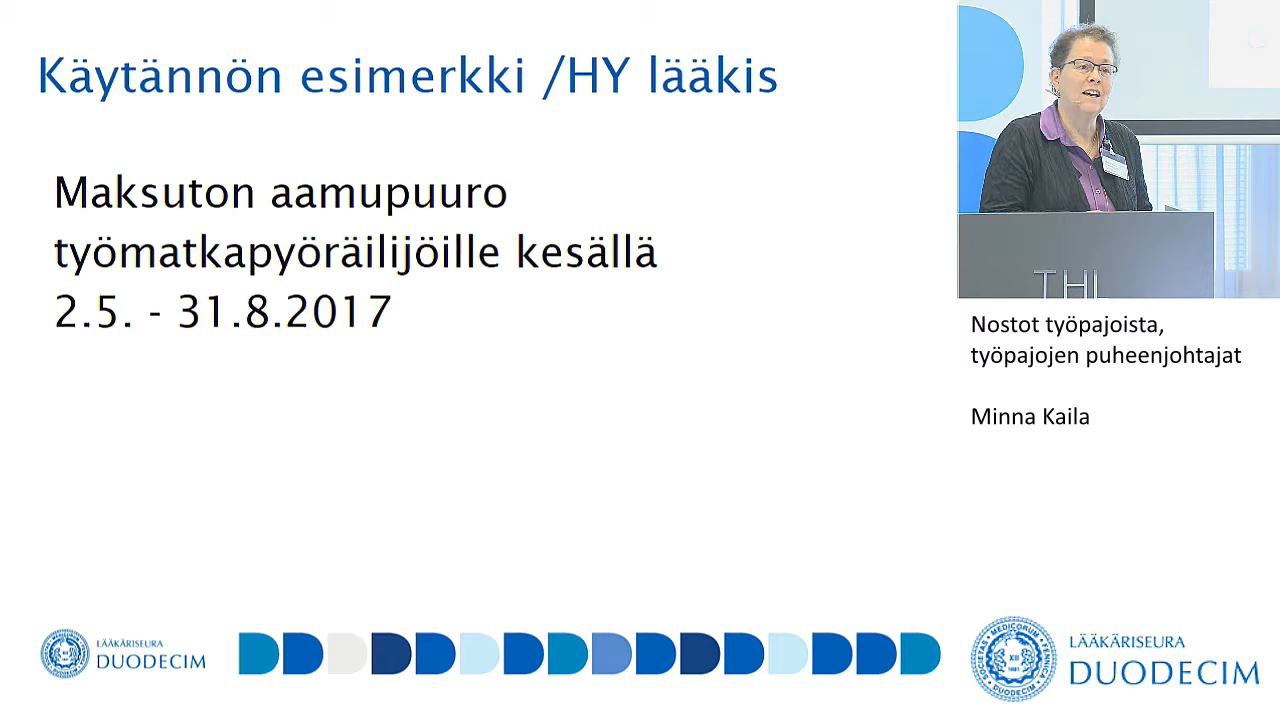 Käytännön esimerkki /HY lääkis
Maksuton aamupuuro
työmatkapyöräilijöille kesällä
2.5. - 31.8.2017
THL
Nostot työpajoista,
työpajojen puheenjohtajat
Minna Kaila
LÄÄKÄRISEURA
DUODECIM
LÄÄKÄRISEURA
DUODECIM